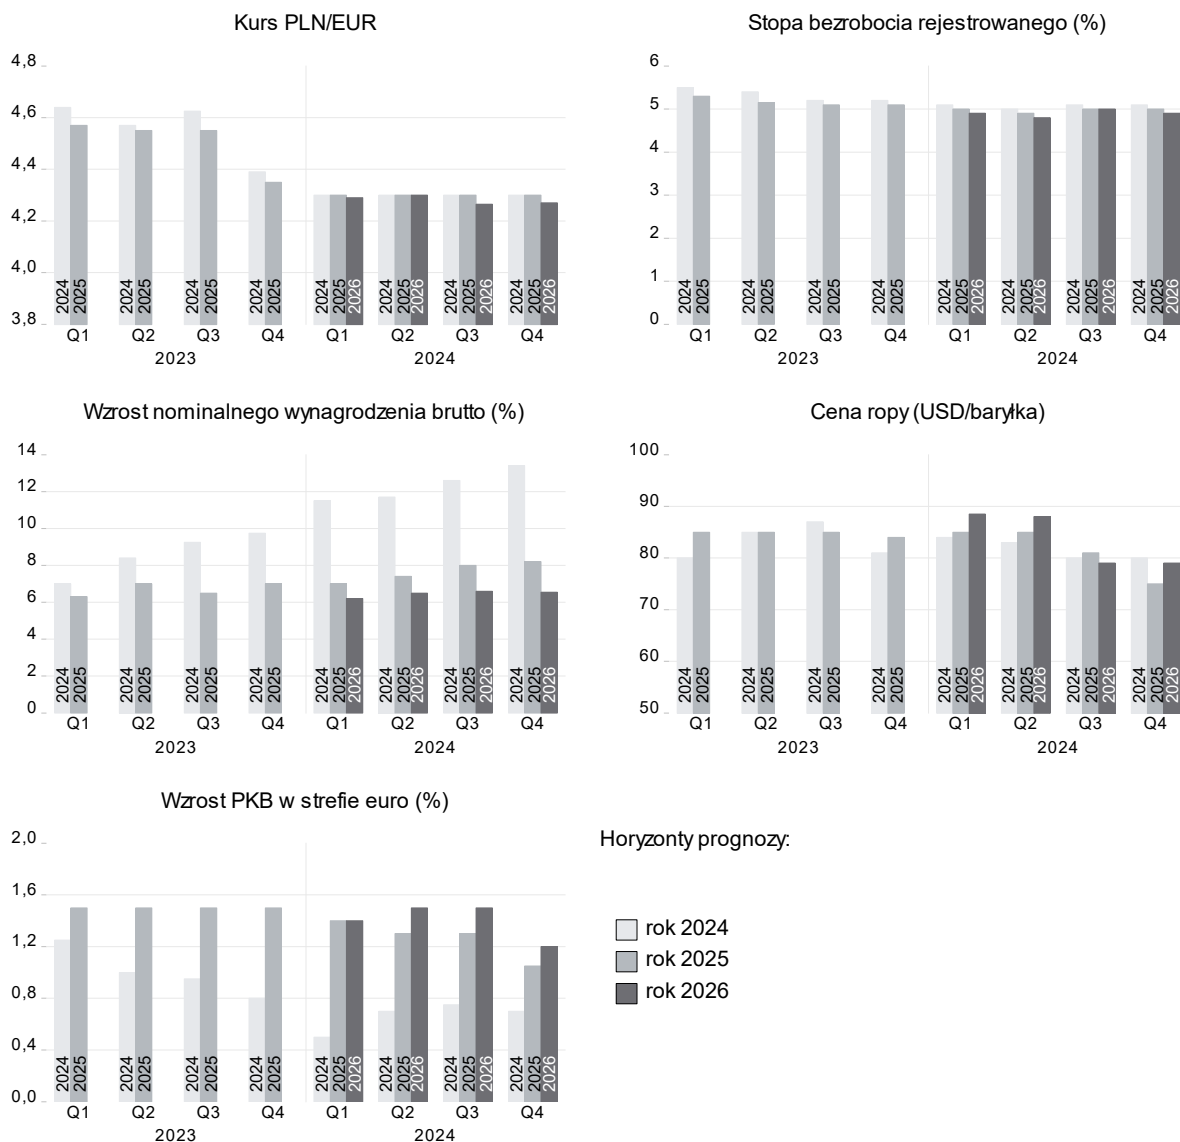 Kurs PLN/EUR
4,8
4,6
4,4
4,2
4,0
3,8
2024 2025 2024 2025 2024 2025 2024 2025 2024 2025 2026 2024 2025 2026 2024 2025 2026 2024 2025 2026
Q1 Q2 Q3 Q4 Q1 Q2 Q3 Q4
2023 2024
Stopa bezrobocia rejestrowanego (%)
6
5
4
3
2
1
0
2024 2025 2024 2025 2024 2025 2024 2025 2024 2025 2026 2024 2025 2026 2024 2025 2026 2024 2025 2026
Q1 Q2 Q3 Q4 Q1 Q2 Q3 Q4
2023 2024
Wzrost nominalnego wynagrodzenia brutto (%)
14
12
10
8
6
4
2
0
2024 2025 2024 2025 2024 2025 2024 2025 2024 2025 2026 2024 2025 2026 2024 2025 2026 2024 2025 2026
Q1 Q2 Q3 Q4 Q1 Q2 Q3 Q4
2023 2024
Cena ropy (USD/baryłka)
100
90
80
70
60
50
2024 2025 2024 2025 2024 2025 2024 2025 2024 2025 2026 2024 2025 2026 2024 2025 2026 2024 2025 2026
Q1 Q2 Q3 Q4 Q1 Q2 Q3 Q4
2023 2024
Wzrost PKB w strefie euro (%)
2,0
1,6
1,2
0,8
0,4
0,0
2024 2025 2024 2025 2024 2025 2024 2025 2024 2025 2026 2024 2025 2026 2024 2025 2026 2024 2025 2026
Q1 Q2 Q3 Q4 Q1 Q2 Q3 Q4
2023 2024
Horyzonty prognozy:
rok 2024
rok 2025
rok 2026